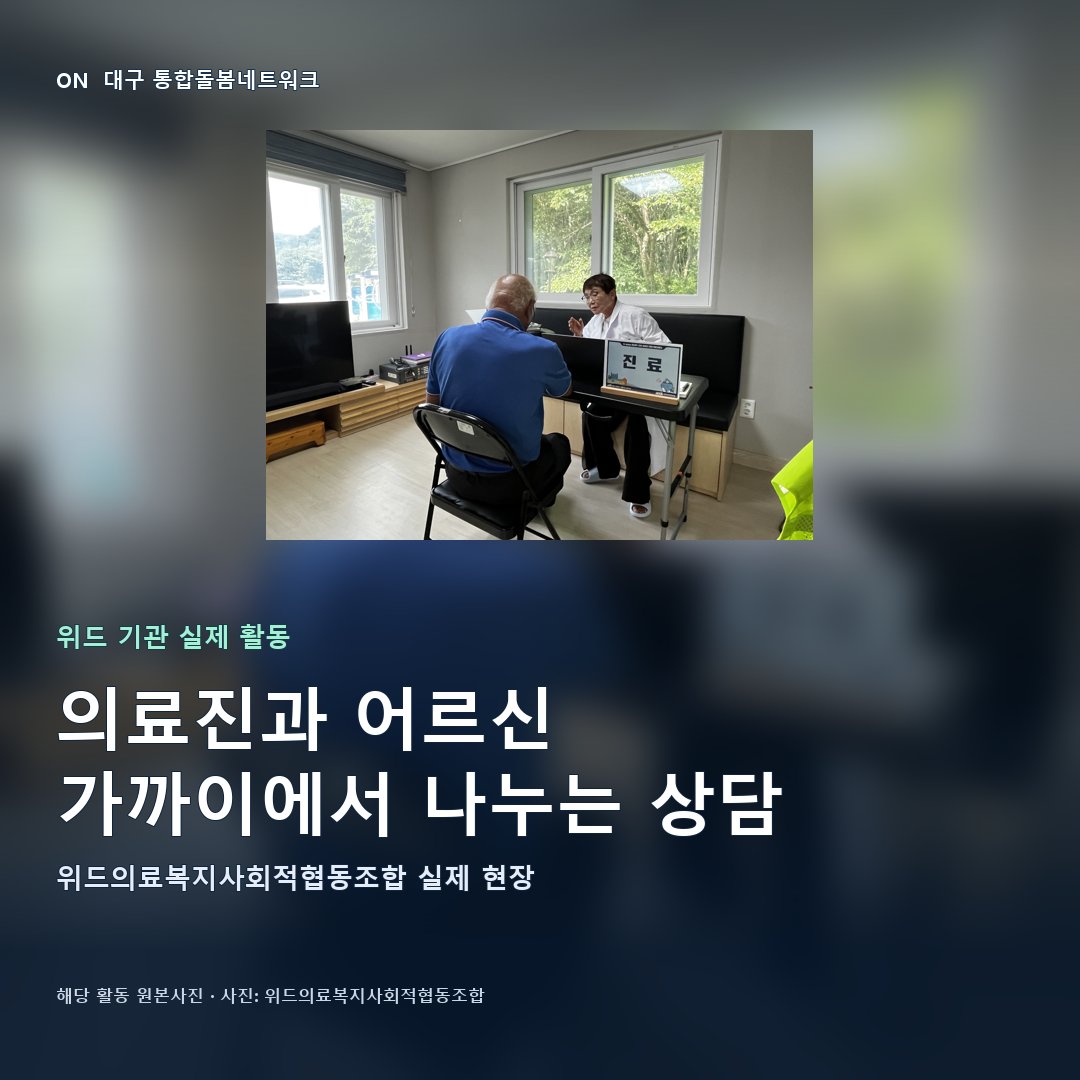 ON 대구 통합돌봄네트워크
진료
위드 기관 실제 활동
의료진과 어르신
가까이에서 나누는 상담
위드의료복지사회적협동조합 실제 현장
해당 활동 원본사진 · 사진: 위드의료복지사회적협동조합